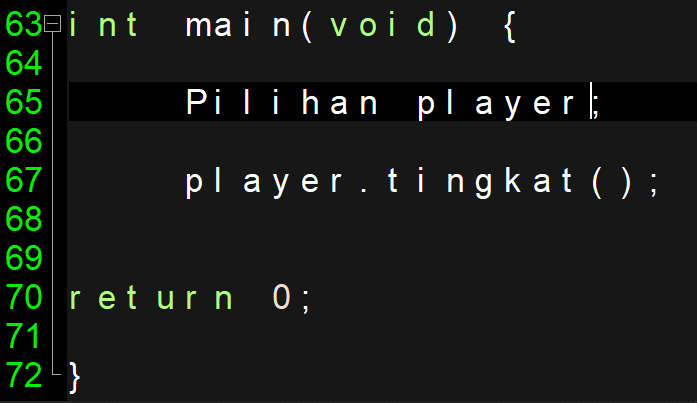 63 int main(void) {
64
65 Pilihan player;
66
67 player.tingkat();
68
69
70 return 0;
71
72 }